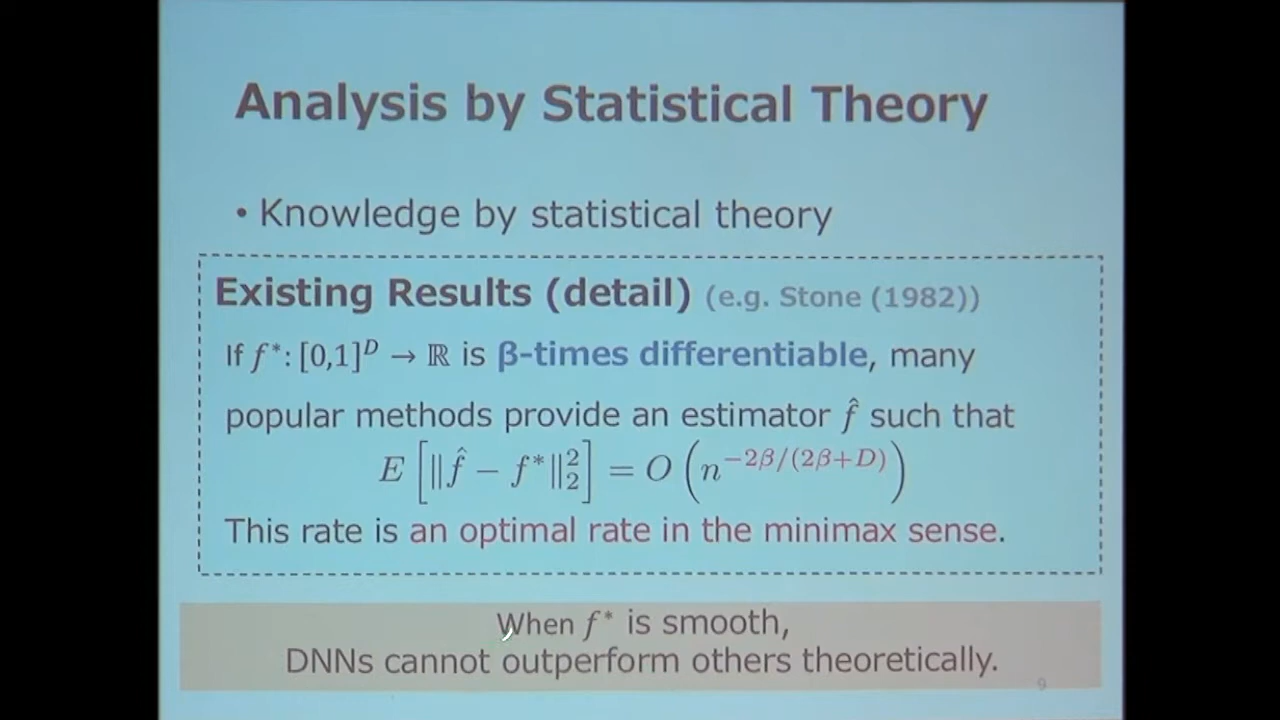 Analysis by Statistical Theory
• Knowledge by statistical theory
Existing Results (detail) (e.g. Stone (1982))
If f*: [0,1]^D → ℝ is β-times differentiable, many
popular methods provide an estimator f̂ such that
E[‖f̂ − f*‖₂²] = O(n^{−2β/(2β+D)})
This rate is an optimal rate in the minimax sense.
When f* is smooth,
DNNs cannot outperform others theoretically.
9